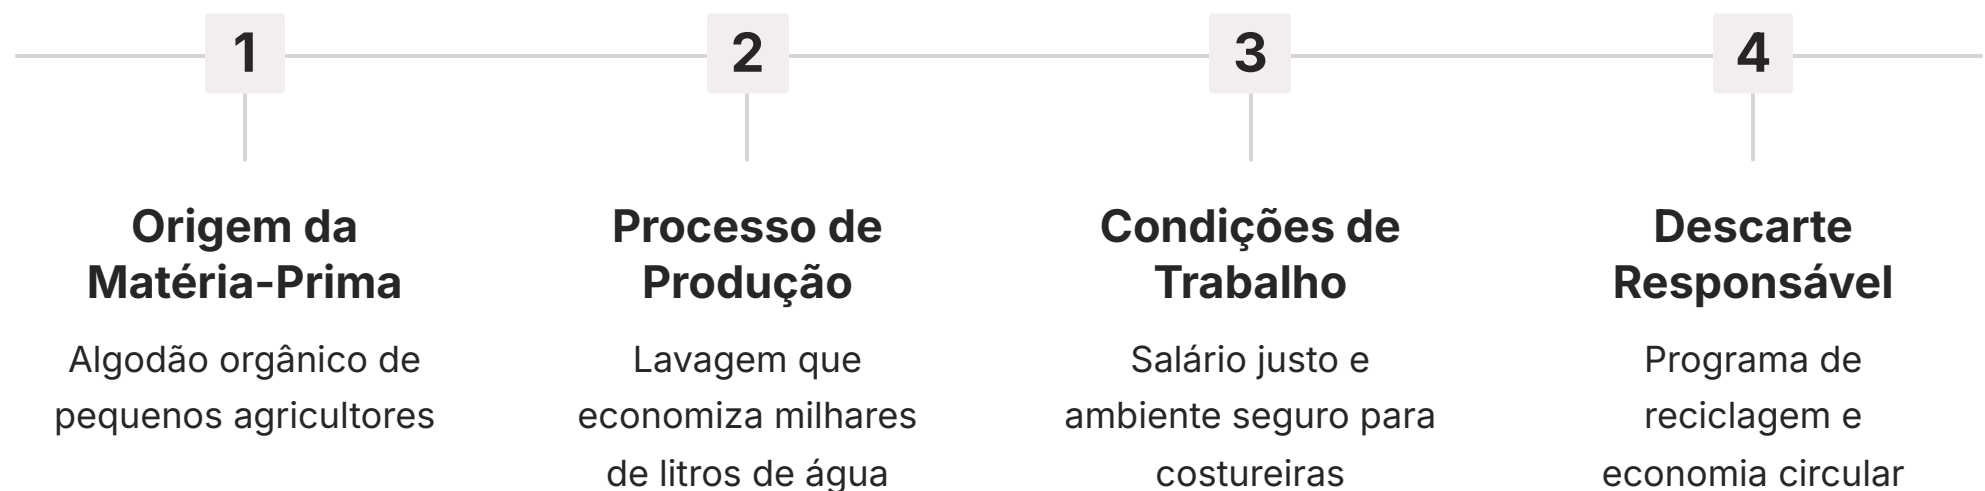 1
Origem da
Matéria-Prima
Algodão orgânico de
pequenos agricultores
2
Processo de
Produção
Lavagem que
economiza milhares
de litros de água
3
Condições de
Trabalho
Salário justo e
ambiente seguro para
costureiras
4
Descarte
Responsável
Programa de
reciclagem e
economia circular